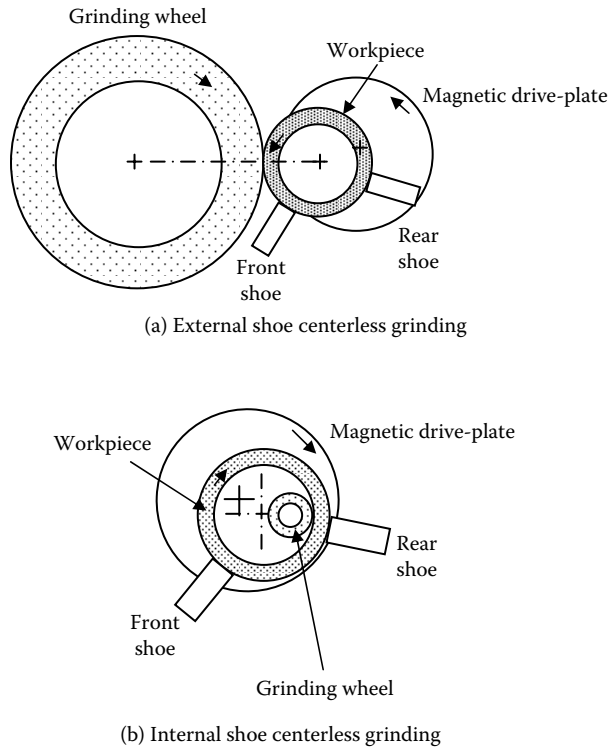 Grinding wheel
Workpiece
Magnetic drive-plate
Rear
shoe
Front
shoe
(a) External shoe centerless grinding
Magnetic drive-plate
Workpiece
Rear
shoe
Front
shoe
Grinding wheel
(b) Internal shoe centerless grinding